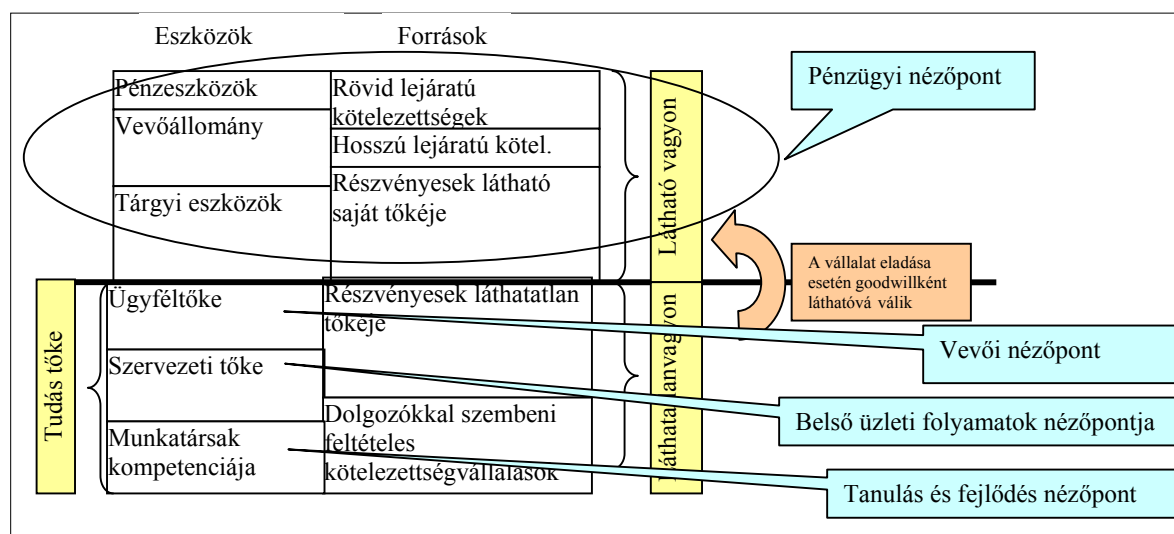 Eszközök
Források
Pénzeszközök
Vevőállomány
Tárgyi eszközök
Rövid lejáratú
kötelezettségek
Hosszú lejáratú kötel.
Részvényesek látható
saját tőkéje
Látható vagyon
Pénzügyi nézőpont
A vállalat eladása
esetén goodwillként
láthatóvá válik
Tudás tőke
Ügyféltőke
Szervezeti tőke
Munkatársak
kompetenciája
Részvényesek láthatatlan
tőkéje
Dolgozókkal szembeni
feltételes
kötelezettségvállalások
Láthatatlanvagyon
Vevői nézőpont
Belső üzleti folyamatok nézőpontja
Tanulás és fejlődés nézőpont